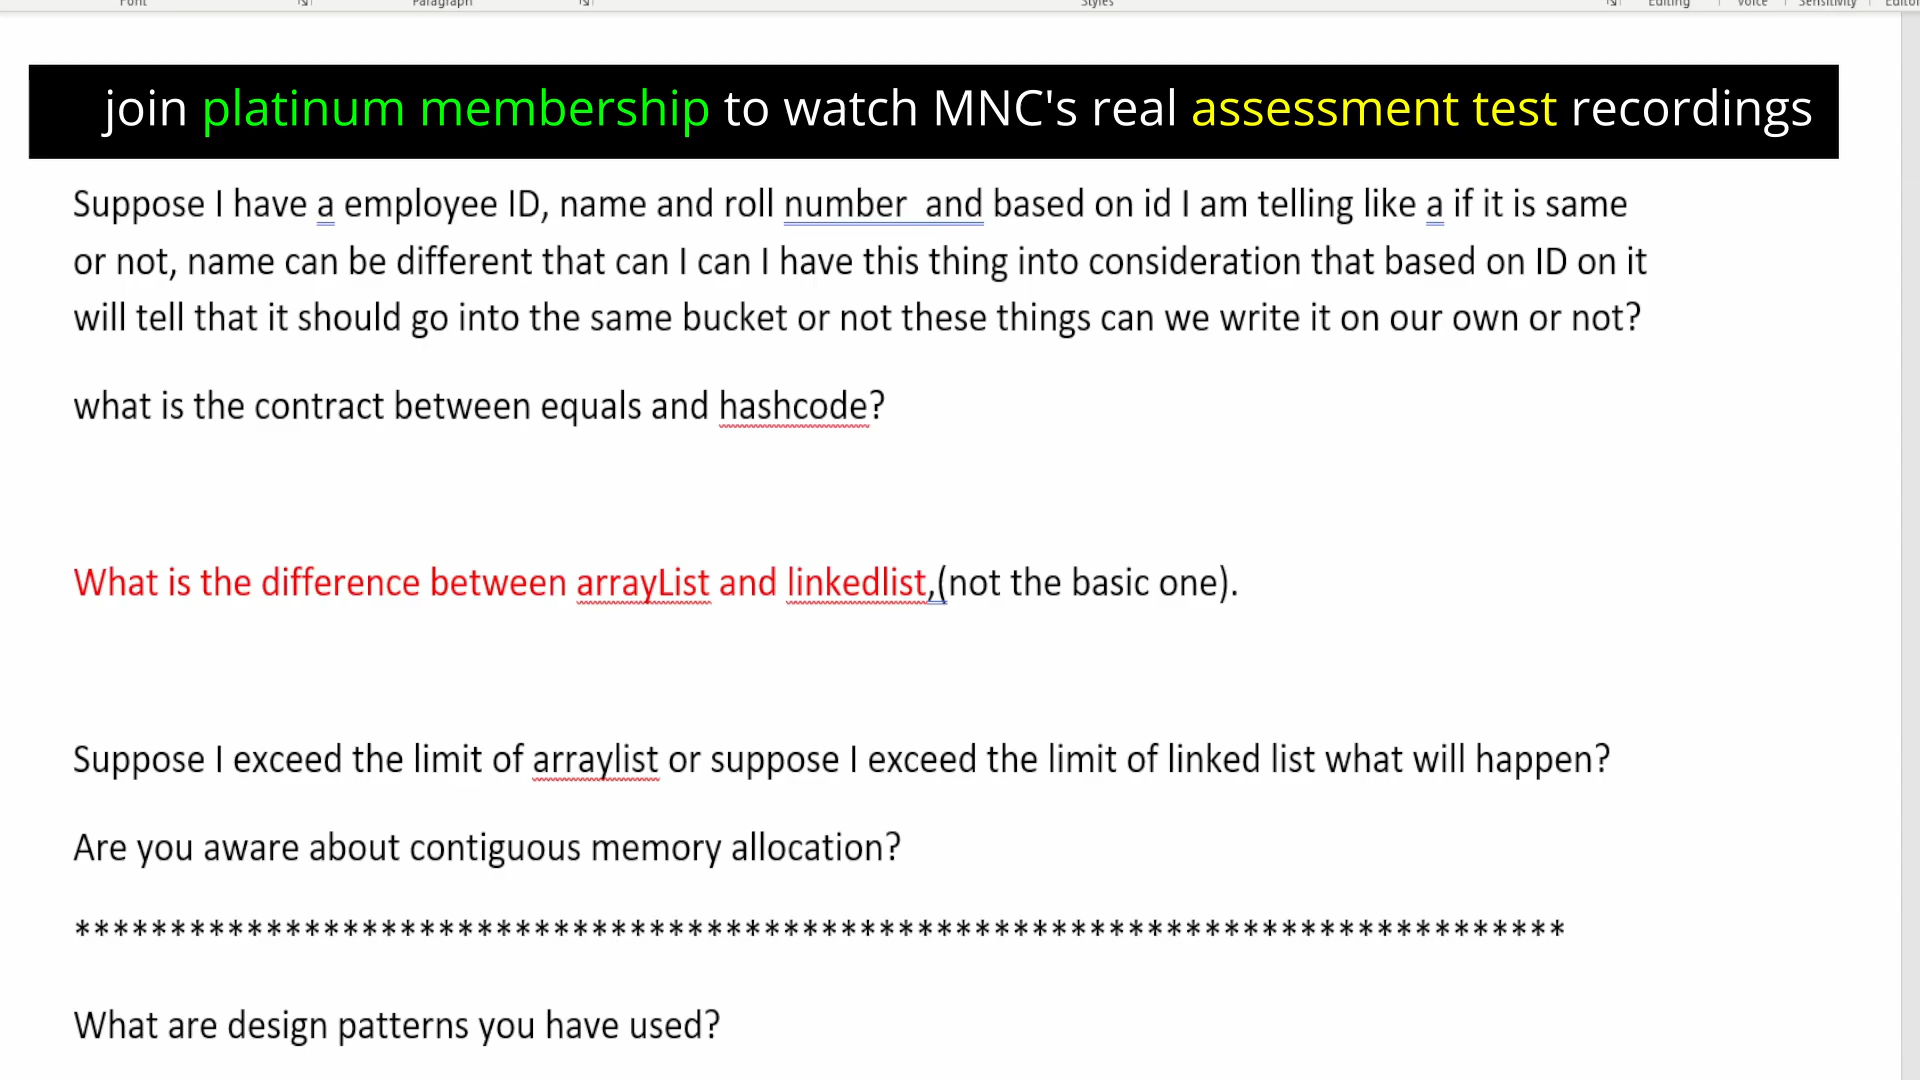 Font Paragraph Styles Editing Voice Sensitivity
join platinum membership to watch MNC's real assessment test recordings
Suppose I have a employee ID, name and roll number  and based on id I am telling like a if it is same
or not, name can be different that can I can I have this thing into consideration that based on ID on it
will tell that it should go into the same bucket or not these things can we write it on our own or not?
what is the contract between equals and hashcode?
What is the difference between arrayList and linkedlist,(not the basic one).
Suppose I exceed the limit of arraylist or suppose I exceed the limit of linked list what will happen?
Are you aware about contiguous memory allocation?
******************************************************************************
What are design patterns you have used?